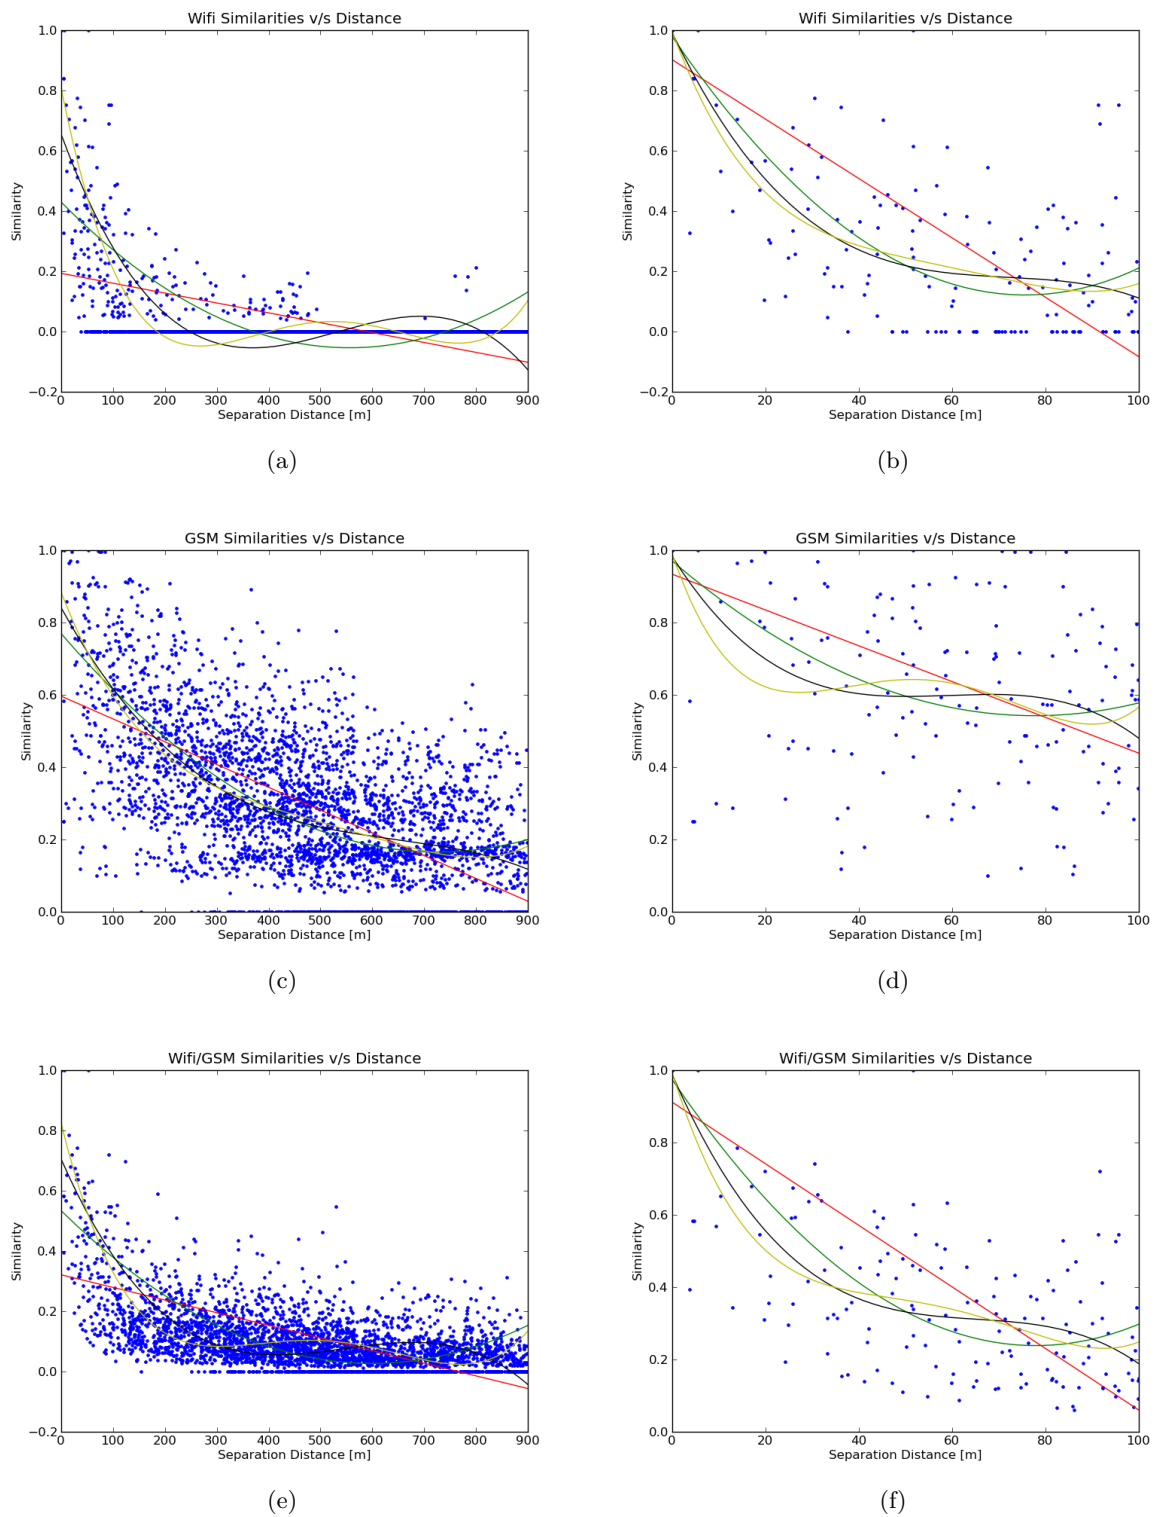 Wifi Similarities v/s Distance
1.0
0.8
0.6
0.4
0.2
0.0
−0.2
Similarity
0 100 200 300 400 500 600 700 800 900
Separation Distance [m]
(a)
Wifi Similarities v/s Distance
1.0
0.8
0.6
0.4
0.2
0.0
−0.2
Similarity
0 20 40 60 80 100
Separation Distance [m]
(b)
GSM Similarities v/s Distance
1.0
0.8
0.6
0.4
0.2
0.0
Similarity
0 100 200 300 400 500 600 700 800 900
Separation Distance [m]
(c)
GSM Similarities v/s Distance
1.0
0.8
0.6
0.4
0.2
0.0
Similarity
0 20 40 60 80 100
Separation Distance [m]
(d)
Wifi/GSM Similarities v/s Distance
1.0
0.8
0.6
0.4
0.2
0.0
−0.2
Similarity
0 100 200 300 400 500 600 700 800 900
Separation Distance [m]
(e)
Wifi/GSM Similarities v/s Distance
1.0
0.8
0.6
0.4
0.2
0.0
Similarity
0 20 40 60 80 100
Separation Distance [m]
(f)